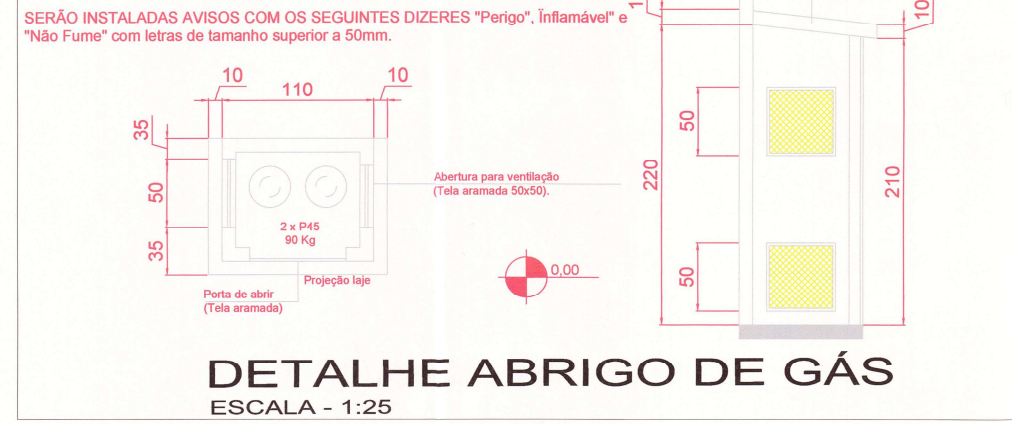 SERÃO INSTALADAS AVISOS COM OS SEGUINTES DIZERES "Perigo", Ïnflamável" e
"Não Fume" com letras de tamanho superior a 50mm.
10
10
110
35
50
35
2 x P45
90 Kg
Abertura para ventilação
(Tela aramada 50x50).
Projeção laje
Porta de abrir
(Tela aramada)
0,00
10
10
50
220
210
50
DETALHE ABRIGO DE GÁS
ESCALA - 1:25